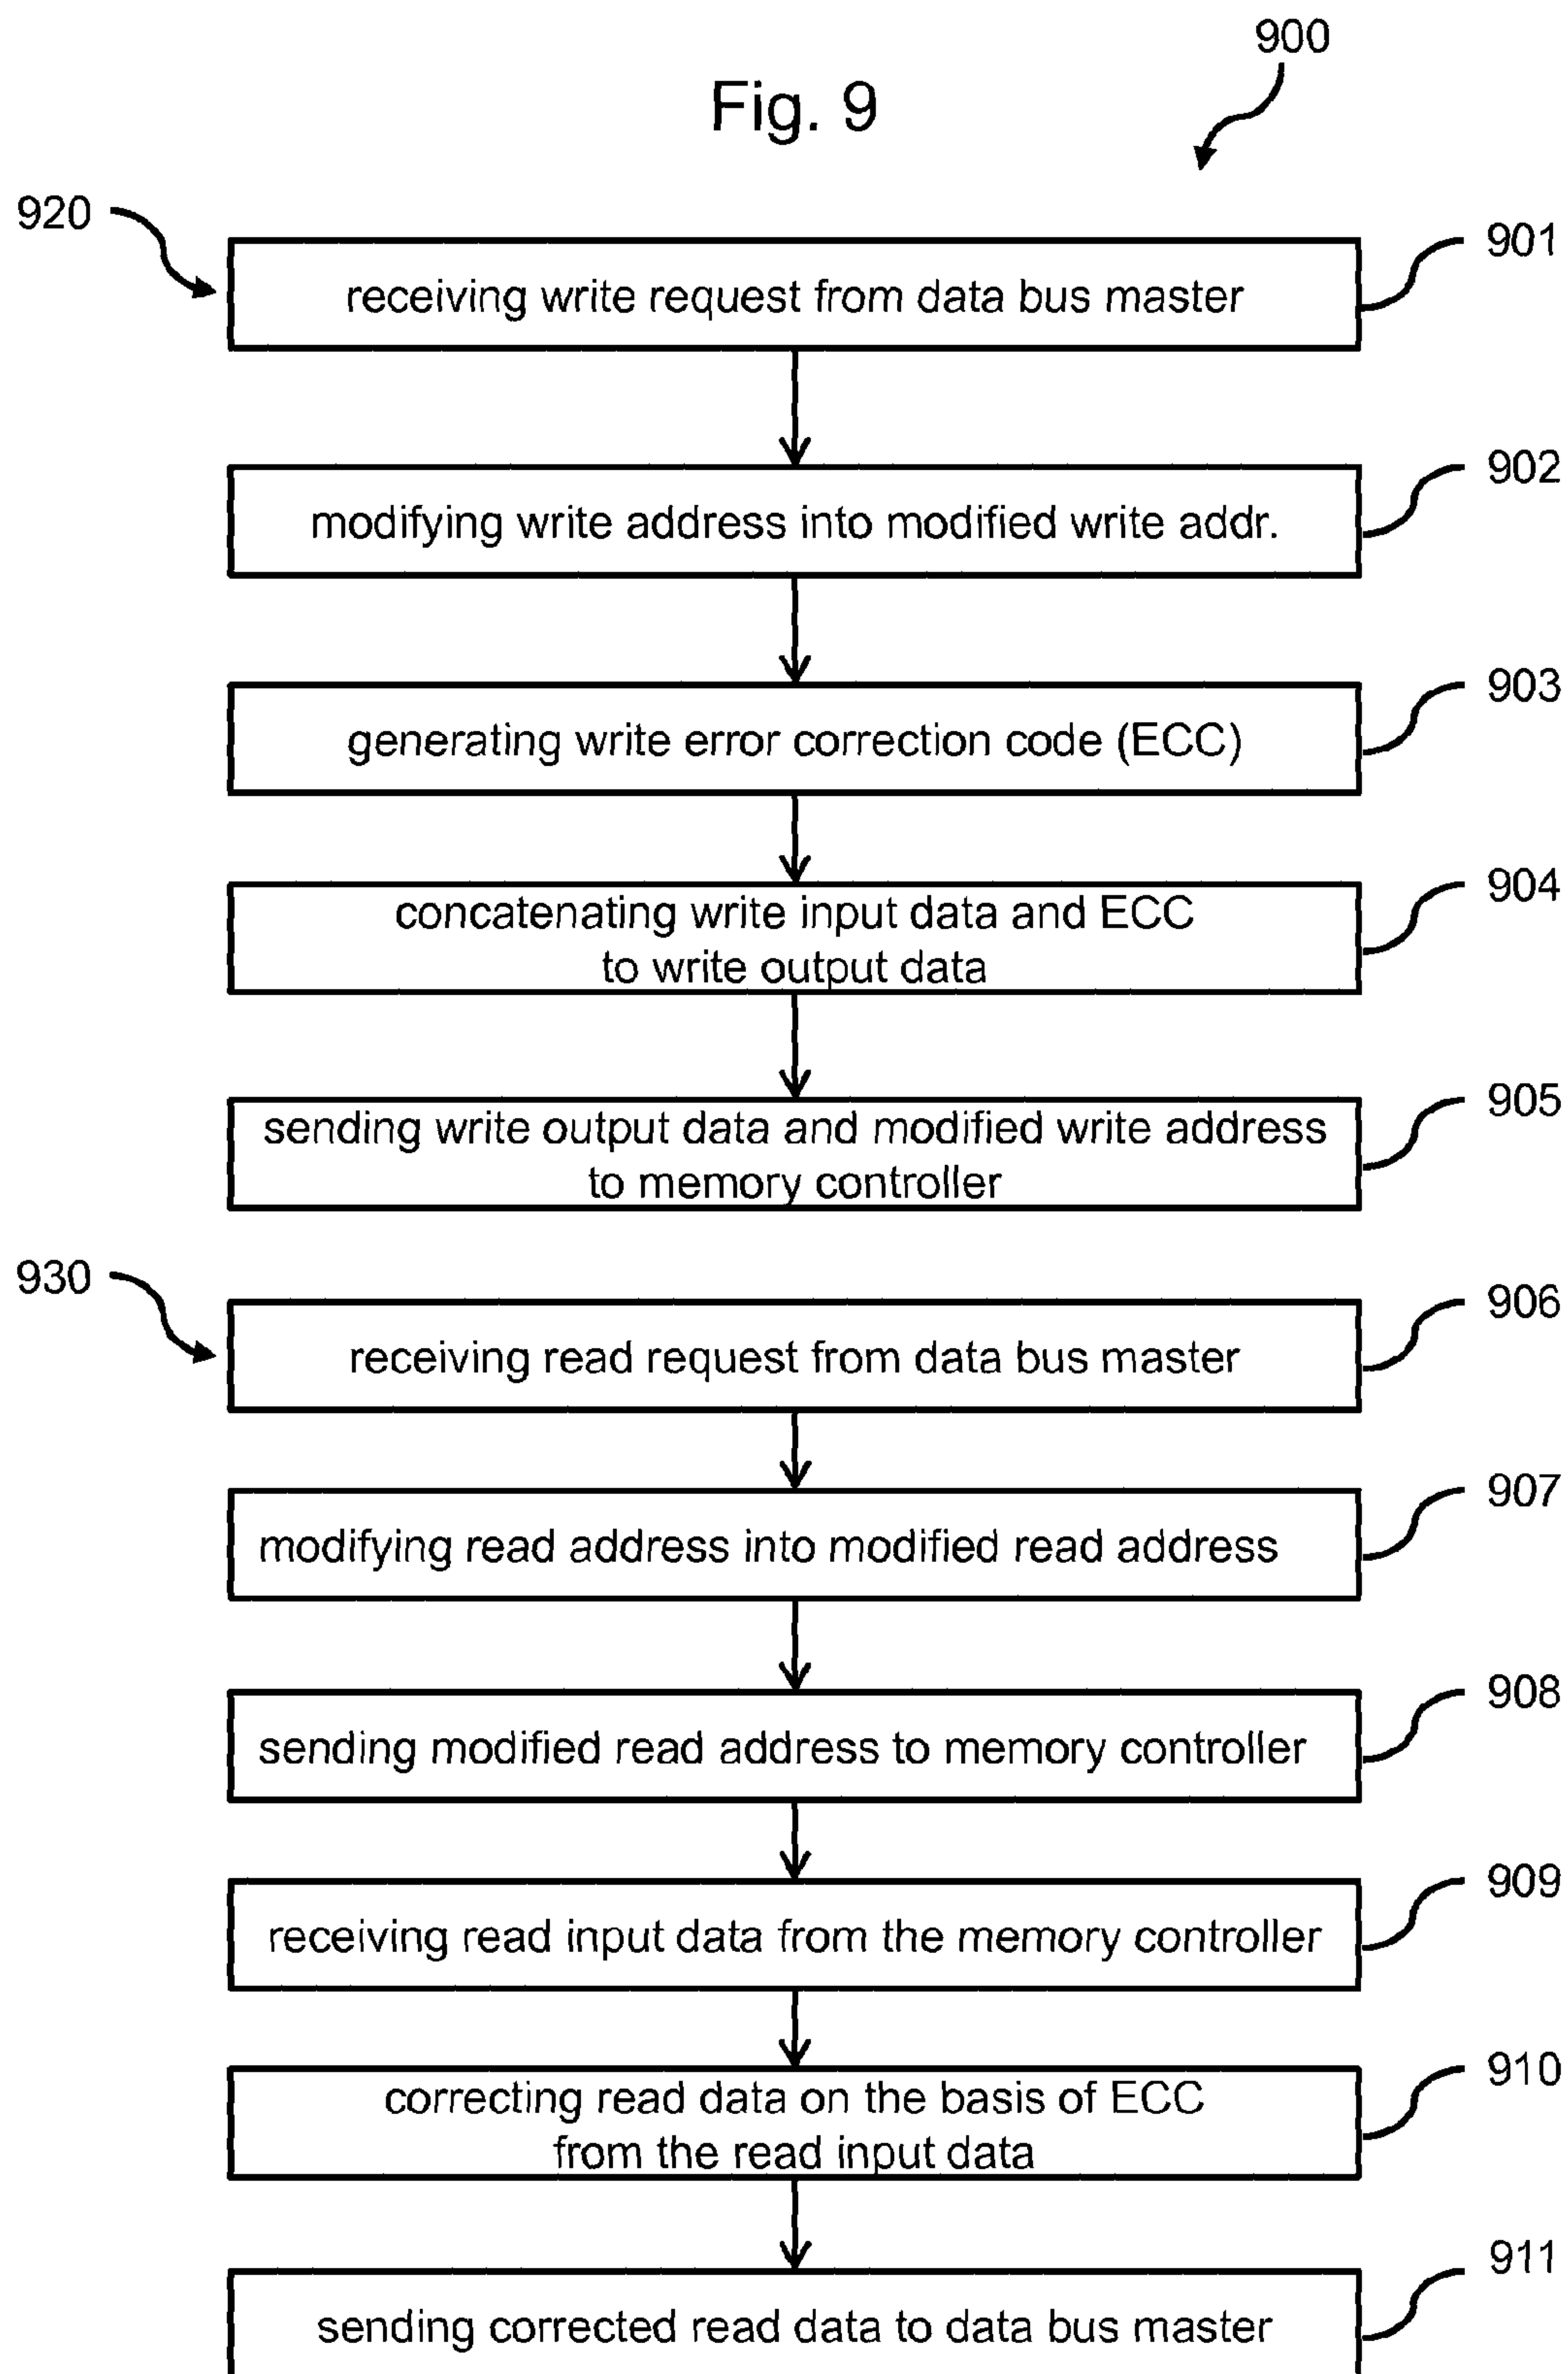 900
Fig. 9
920
901
receiving write request from data bus master
902
modifying write address into modified write addr.
903
generating write error correction code (ECC)
904
concatenating write input data and ECC
to write output data
905
sending write output data and modified write address
to memory controller
930
906
receiving read request from data bus master
907
modifying read address into modified read address
908
sending modified read address to memory controller
909
receiving read input data from the memory controller
910
correcting read data on the basis of ECC
from the read input data
911
sending corrected read data to data bus master